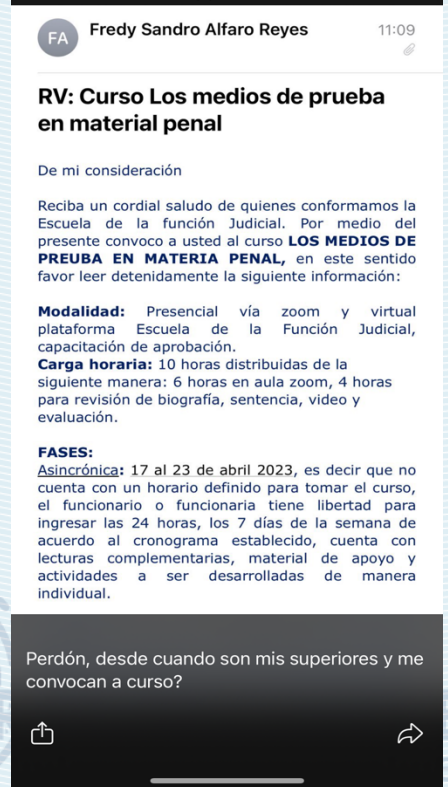 FA
Fredy Sandro Alfaro Reyes
11:09
RV: Curso Los medios de prueba
en material penal
De mi consideración
Reciba un cordial saludo de quienes conformamos la
Escuela de la función Judicial. Por medio del
presente convoco a usted al curso LOS MEDIOS DE
PREUBA EN MATERIA PENAL, en este sentido
favor leer detenidamente la siguiente información:
Modalidad: Presencial vía zoom y virtual
plataforma Escuela de la Función Judicial,
capacitación de aprobación.
Carga horaria: 10 horas distribuidas de la
siguiente manera: 6 horas en aula zoom, 4 horas
para revisión de biografía, sentencia, video y
evaluación.
FASES:
Asincrónica: 17 al 23 de abril 2023, es decir que no
cuenta con un horario definido para tomar el curso,
el funcionario o funcionaria tiene libertad para
ingresar las 24 horas, los 7 días de la semana de
acuerdo al cronograma establecido, cuenta con
lecturas complementarias, material de apoyo y
actividades a ser desarrolladas de manera
individual.
Perdón, desde cuando son mis superiores y me
convocan a curso?